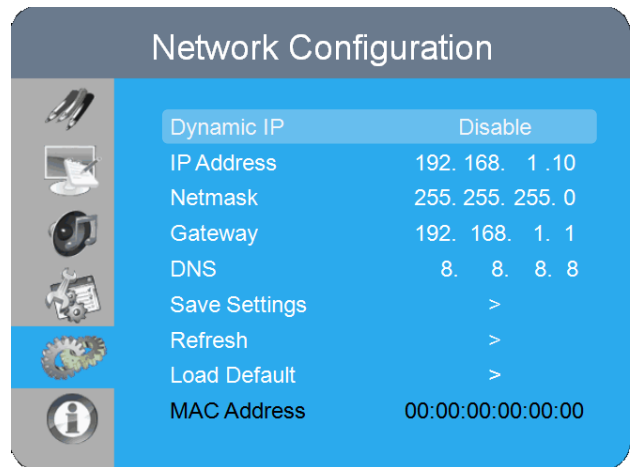 Network Configuration
Dynamic IP Disable
IP Address 192. 168. 1 .10
Netmask 255. 255. 255. 0
Gateway 192. 168. 1. 1
DNS 8. 8. 8. 8
Save Settings >
Refresh >
Load Default >
MAC Address 00:00:00:00:00:00